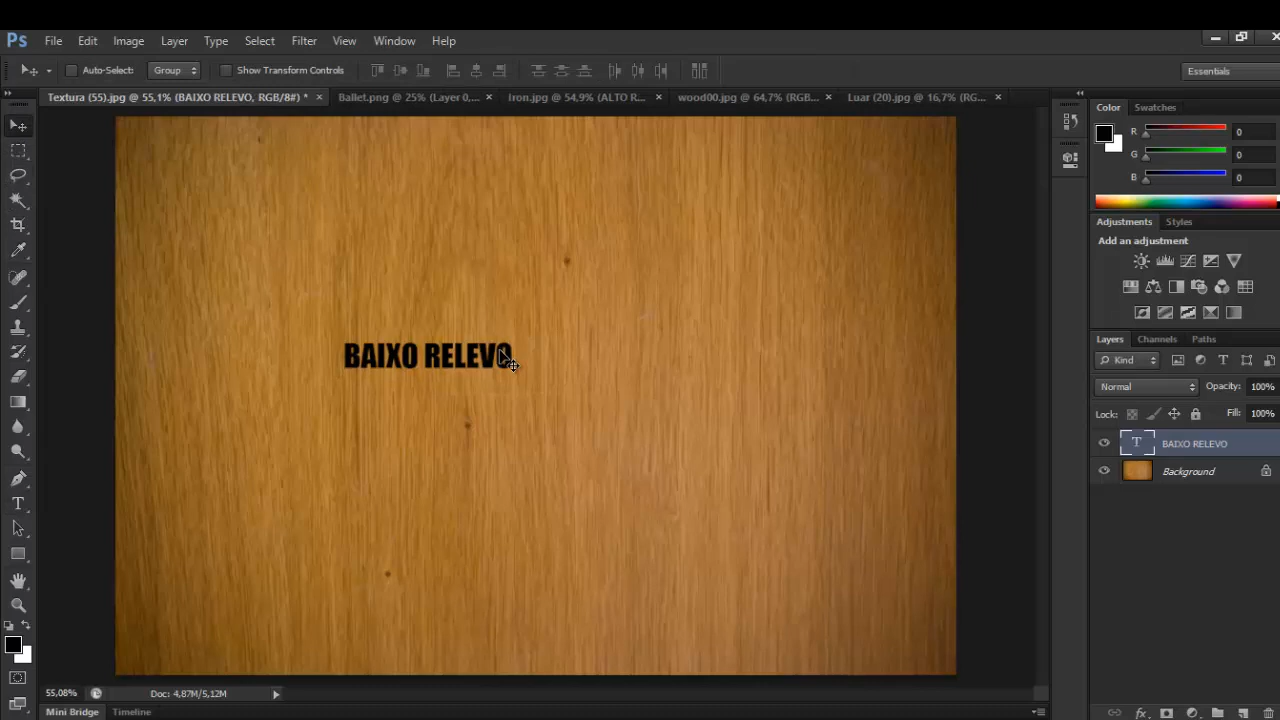 Ps File Edit Image Layer Type Select Filter View Window Help
Auto-Select: Group Show Transform Controls Essentials
Textura (55).jpg @ 55,1% (BAIXO RELEVO, RGB/8#) * × Ballet.png @ 25% (Layer 0,... × Iron.jpg @ 54,9% (ALTO R... × wood00.jpg @ 64,7% (RGB... × Luar (20).jpg @ 16,7% (RG... ×
Color Swatches
R 0
G 0
B 0
Adjustments Styles
Add an adjustment
Layers Channels Paths
Kind
Normal Opacity: 100%
Lock: Fill: 100%
T BAIXO RELEVO
Background
BAIXO RELEVO
55,08% Doc: 4,87M/5,12M
Mini Bridge Timeline